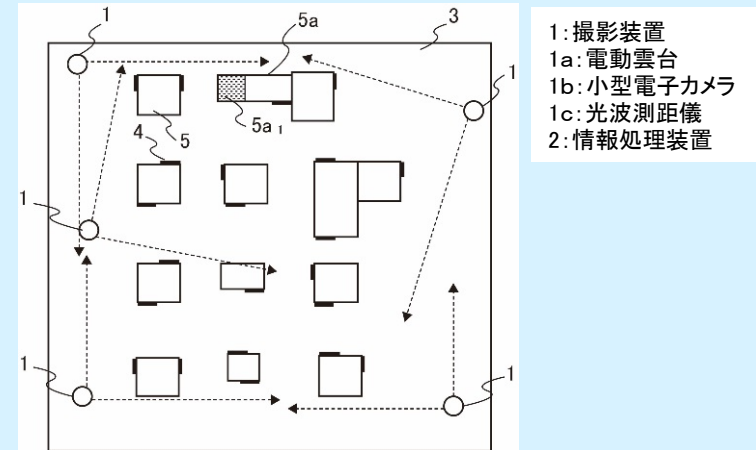 1
5a
3
1:撮影装置
1a:電動雲台
1b:小型電子カメラ
1c:光波測距儀
2:情報処理装置
1
4
5
5a₁
1
1
1